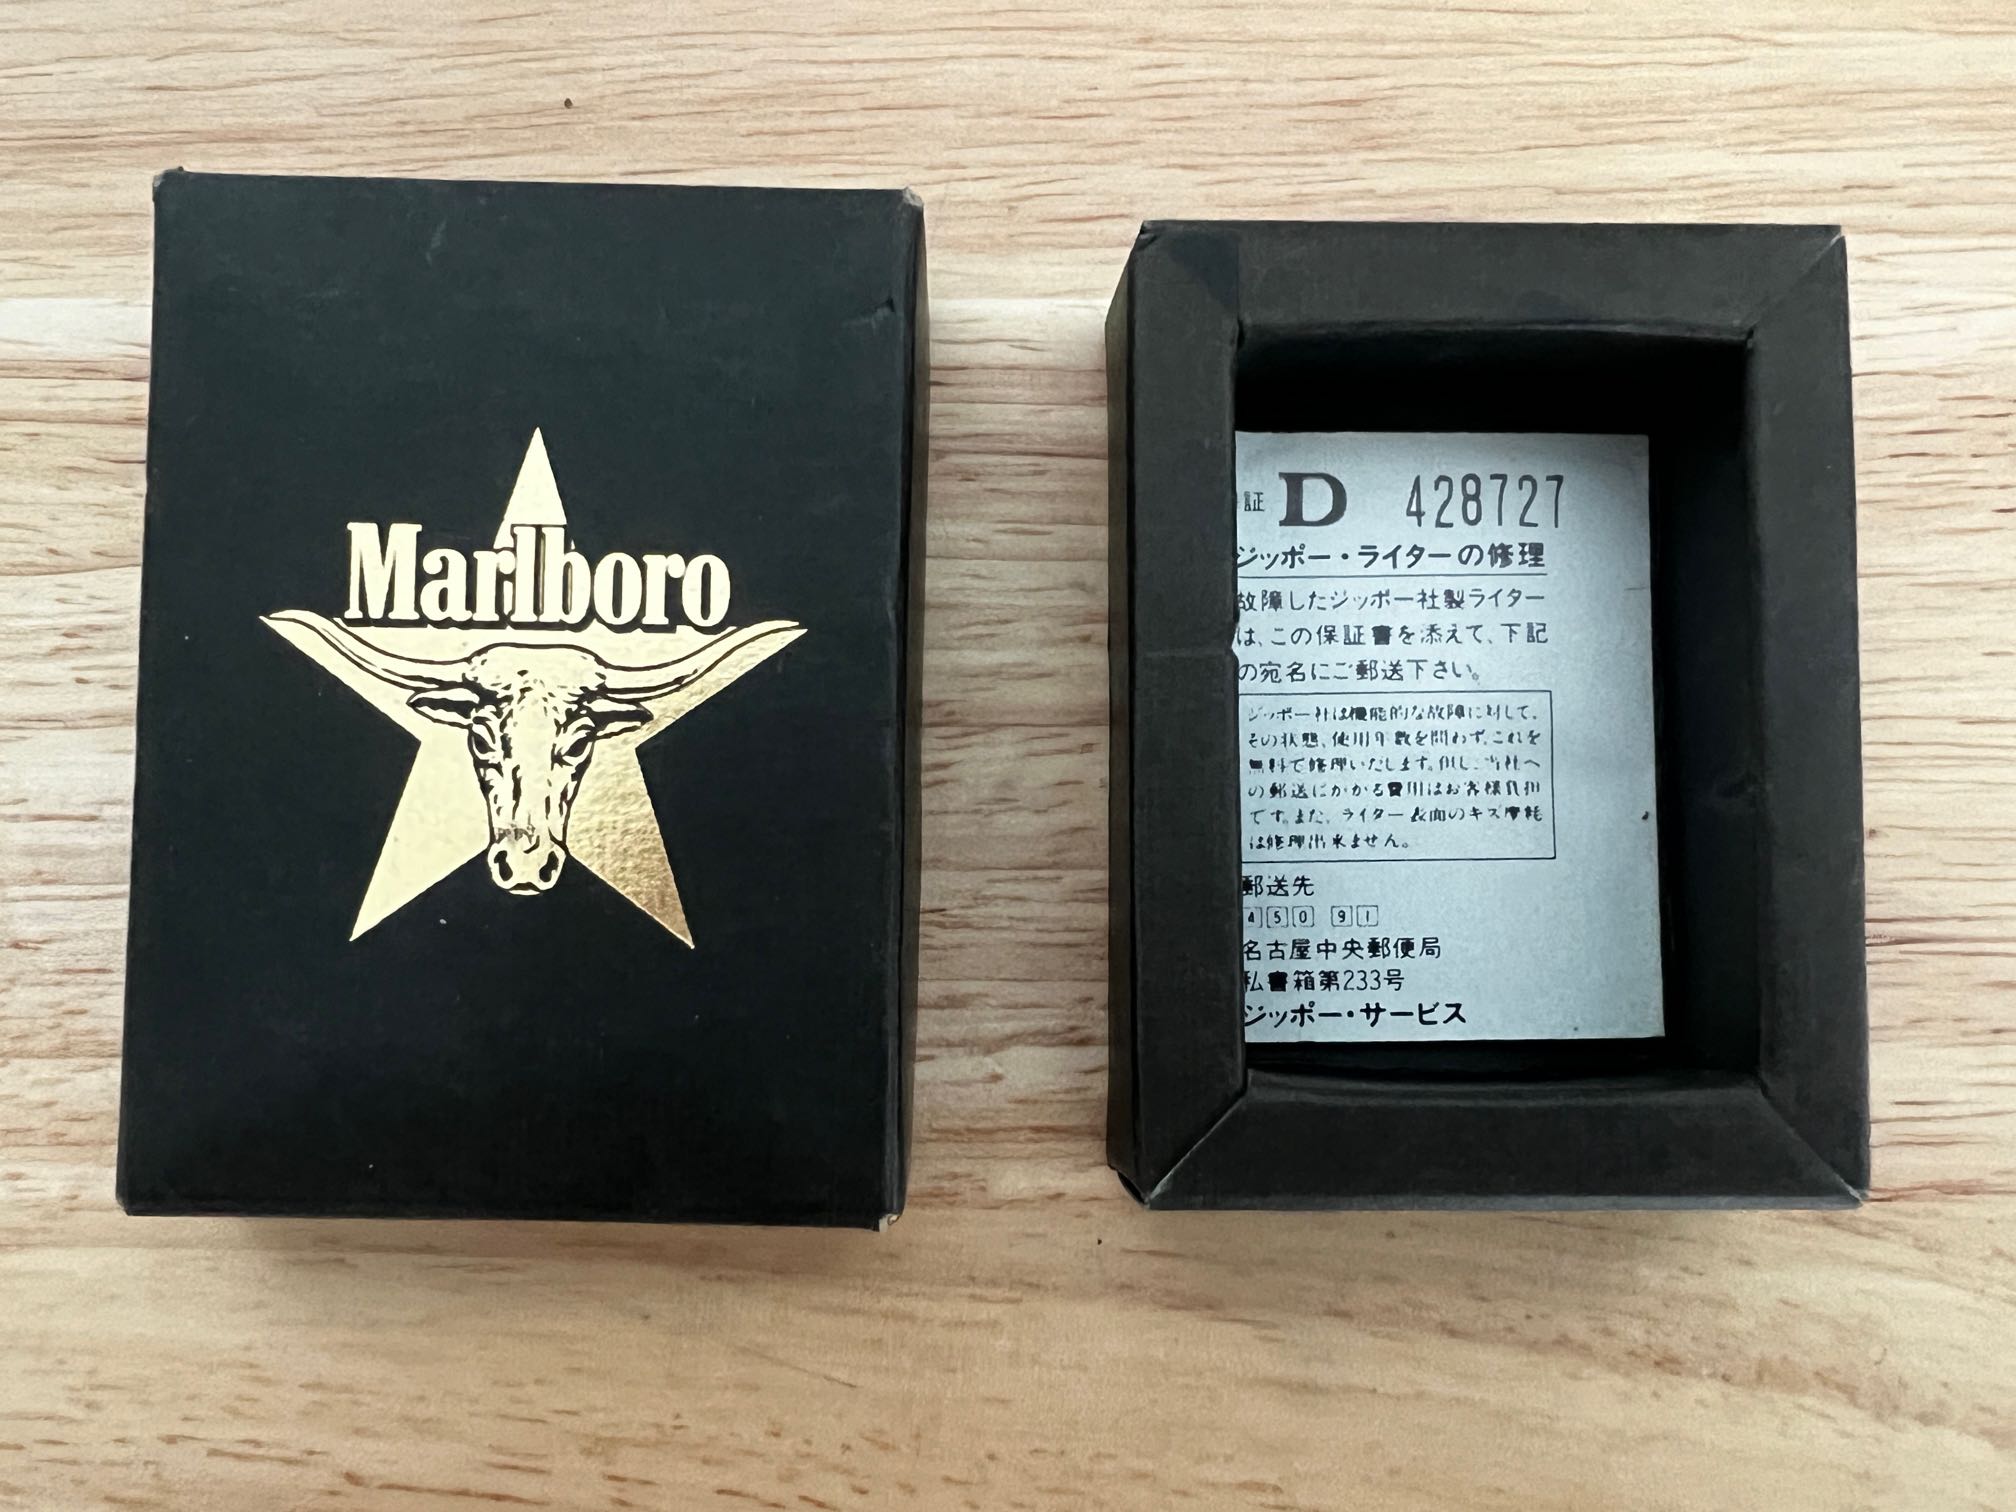 Marlboro
証 D 428727
ジッポー・ライターの修理
故障したジッポー社製ライター
は、この保証書を添えて、下記
の宛名にご郵送下さい。
ジッポー社は機能的な故障に対して、
その状態、使用年数を問わず、これを
無料で修理いたします。但し、当社へ
の郵送にかかる費用はお客様負担
です。また、ライター表面のキズ摩耗
は修理出来ません。
郵送先
450 91
名古屋中央郵便局
私書箱第233号
ジッポー・サービス